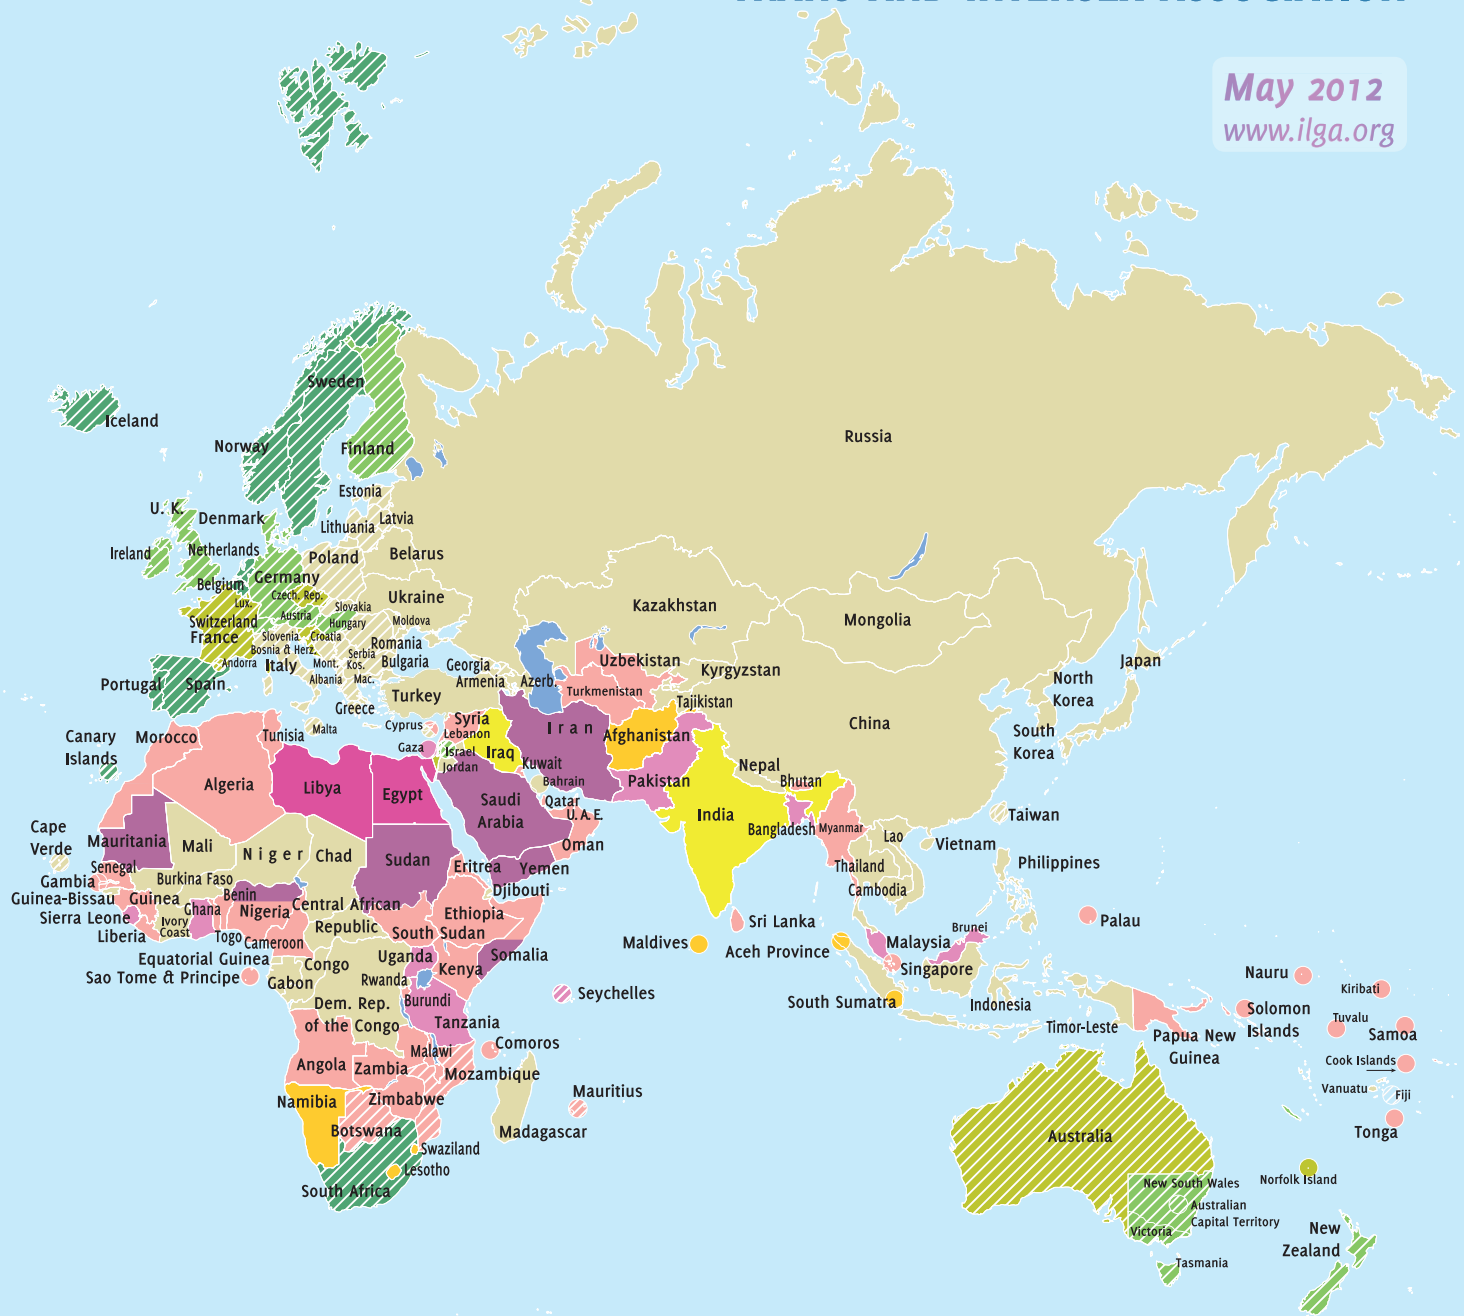 TRANS AND INTERSEX ASSOCIATION
May 2012
www.ilga.org
Sweden
Iceland
Norway
Finland
Russia
Estonia
U. K.
Denmark
Latvia
Lithuania
Ireland
Netherlands
Poland
Belarus
Belgium
Germany
Czech. Rep.
Ukraine
Lux.
Slovakia
Kazakhstan
Switzerland
Austria
Hungary
Moldova
Mongolia
France
Slovenia
Croatia
Romania
Bosnia & Herz.
Serbia
Andorra
Italy
Mont.
Kos.
Bulgaria
Georgia
Uzbekistan
Kyrgyzstan
Japan
Portugal
Spain
Albania
Mac.
Armenia
Azerb.
Turkmenistan
North
Korea
Turkey
Tajikistan
Greece
China
Malta
Cyprus
Syria
Lebanon
Iran
Afghanistan
South
Korea
Canary
Islands
Morocco
Tunisia
Gaza
Israel
Iraq
Jordan
Kuwait
Nepal
Algeria
Libya
Egypt
Bahrain
Pakistan
Bhutan
Saudi
Arabia
Qatar
U. A. E.
India
Taiwan
Cape
Verde
Mauritania
Mali
Niger
Chad
Sudan
Oman
Bangladesh
Myanmar
Lao
Vietnam
Senegal
Eritrea
Yemen
Thailand
Philippines
Gambia
Burkina Faso
Djibouti
Cambodia
Guinea-Bissau
Guinea
Benin
Central African
Republic
Sierra Leone
Ivory
Coast
Ghana
Nigeria
Ethiopia
Sri Lanka
Palau
Liberia
Togo
Cameroon
South Sudan
Maldives
Aceh Province
Malaysia
Brunei
Equatorial Guinea
Uganda
Somalia
Sao Tome & Principe
Congo
Kenya
Singapore
Nauru
Gabon
Rwanda
Seychelles
Kiribati
Dem. Rep.
of the Congo
Burundi
South Sumatra
Indonesia
Solomon
Islands
Tanzania
Timor-Leste
Tuvalu
Samoa
Papua New
Guinea
Angola
Zambia
Malawi
Comoros
Cook Islands
Mozambique
Vanuatu
Fiji
Namibia
Zimbabwe
Mauritius
Botswana
Madagascar
Australia
Tonga
Swaziland
Lesotho
South Africa
New South Wales
Norfolk Island
Australian
Capital Territory
Victoria
New
Zealand
Tasmania